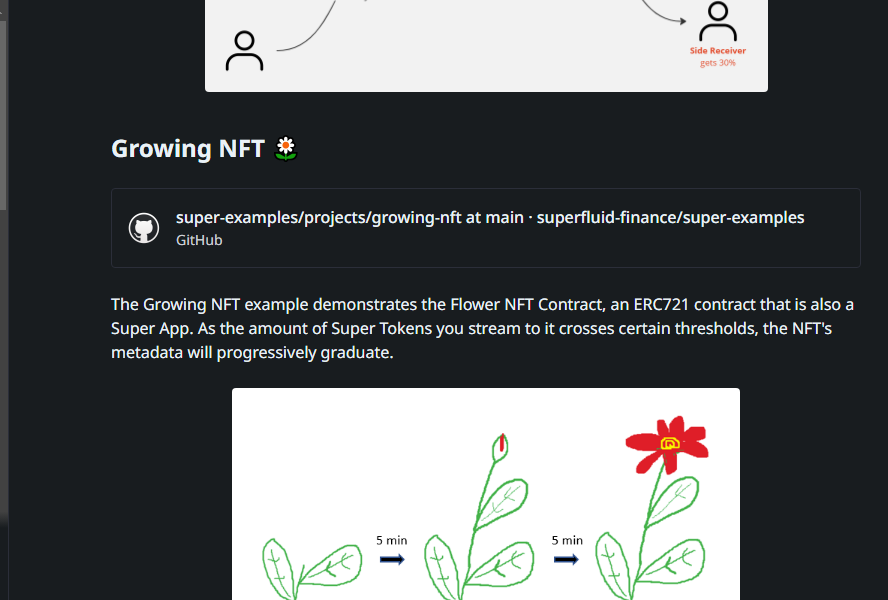 Side Receiver
gets 30%
Growing NFT
super-examples/projects/growing-nft at main · superfluid-finance/super-examples
GitHub
The Growing NFT example demonstrates the Flower NFT Contract, an ERC721 contract that is also a
Super App. As the amount of Super Tokens you stream to it crosses certain thresholds, the NFT's
metadata will progressively graduate.
5 min
5 min